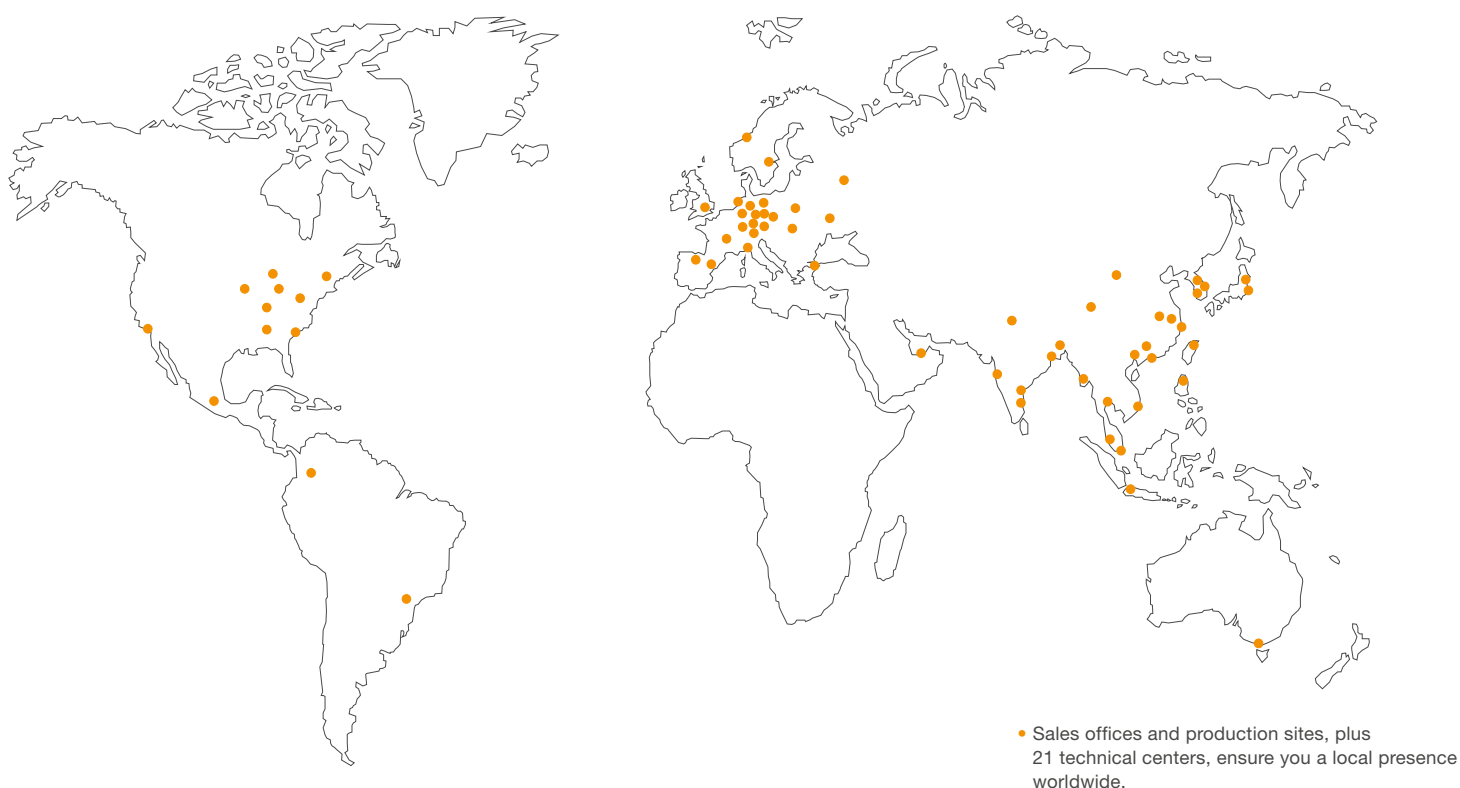 Sales offices and production sites, plus
21 technical centers, ensure you a local presence
worldwide.